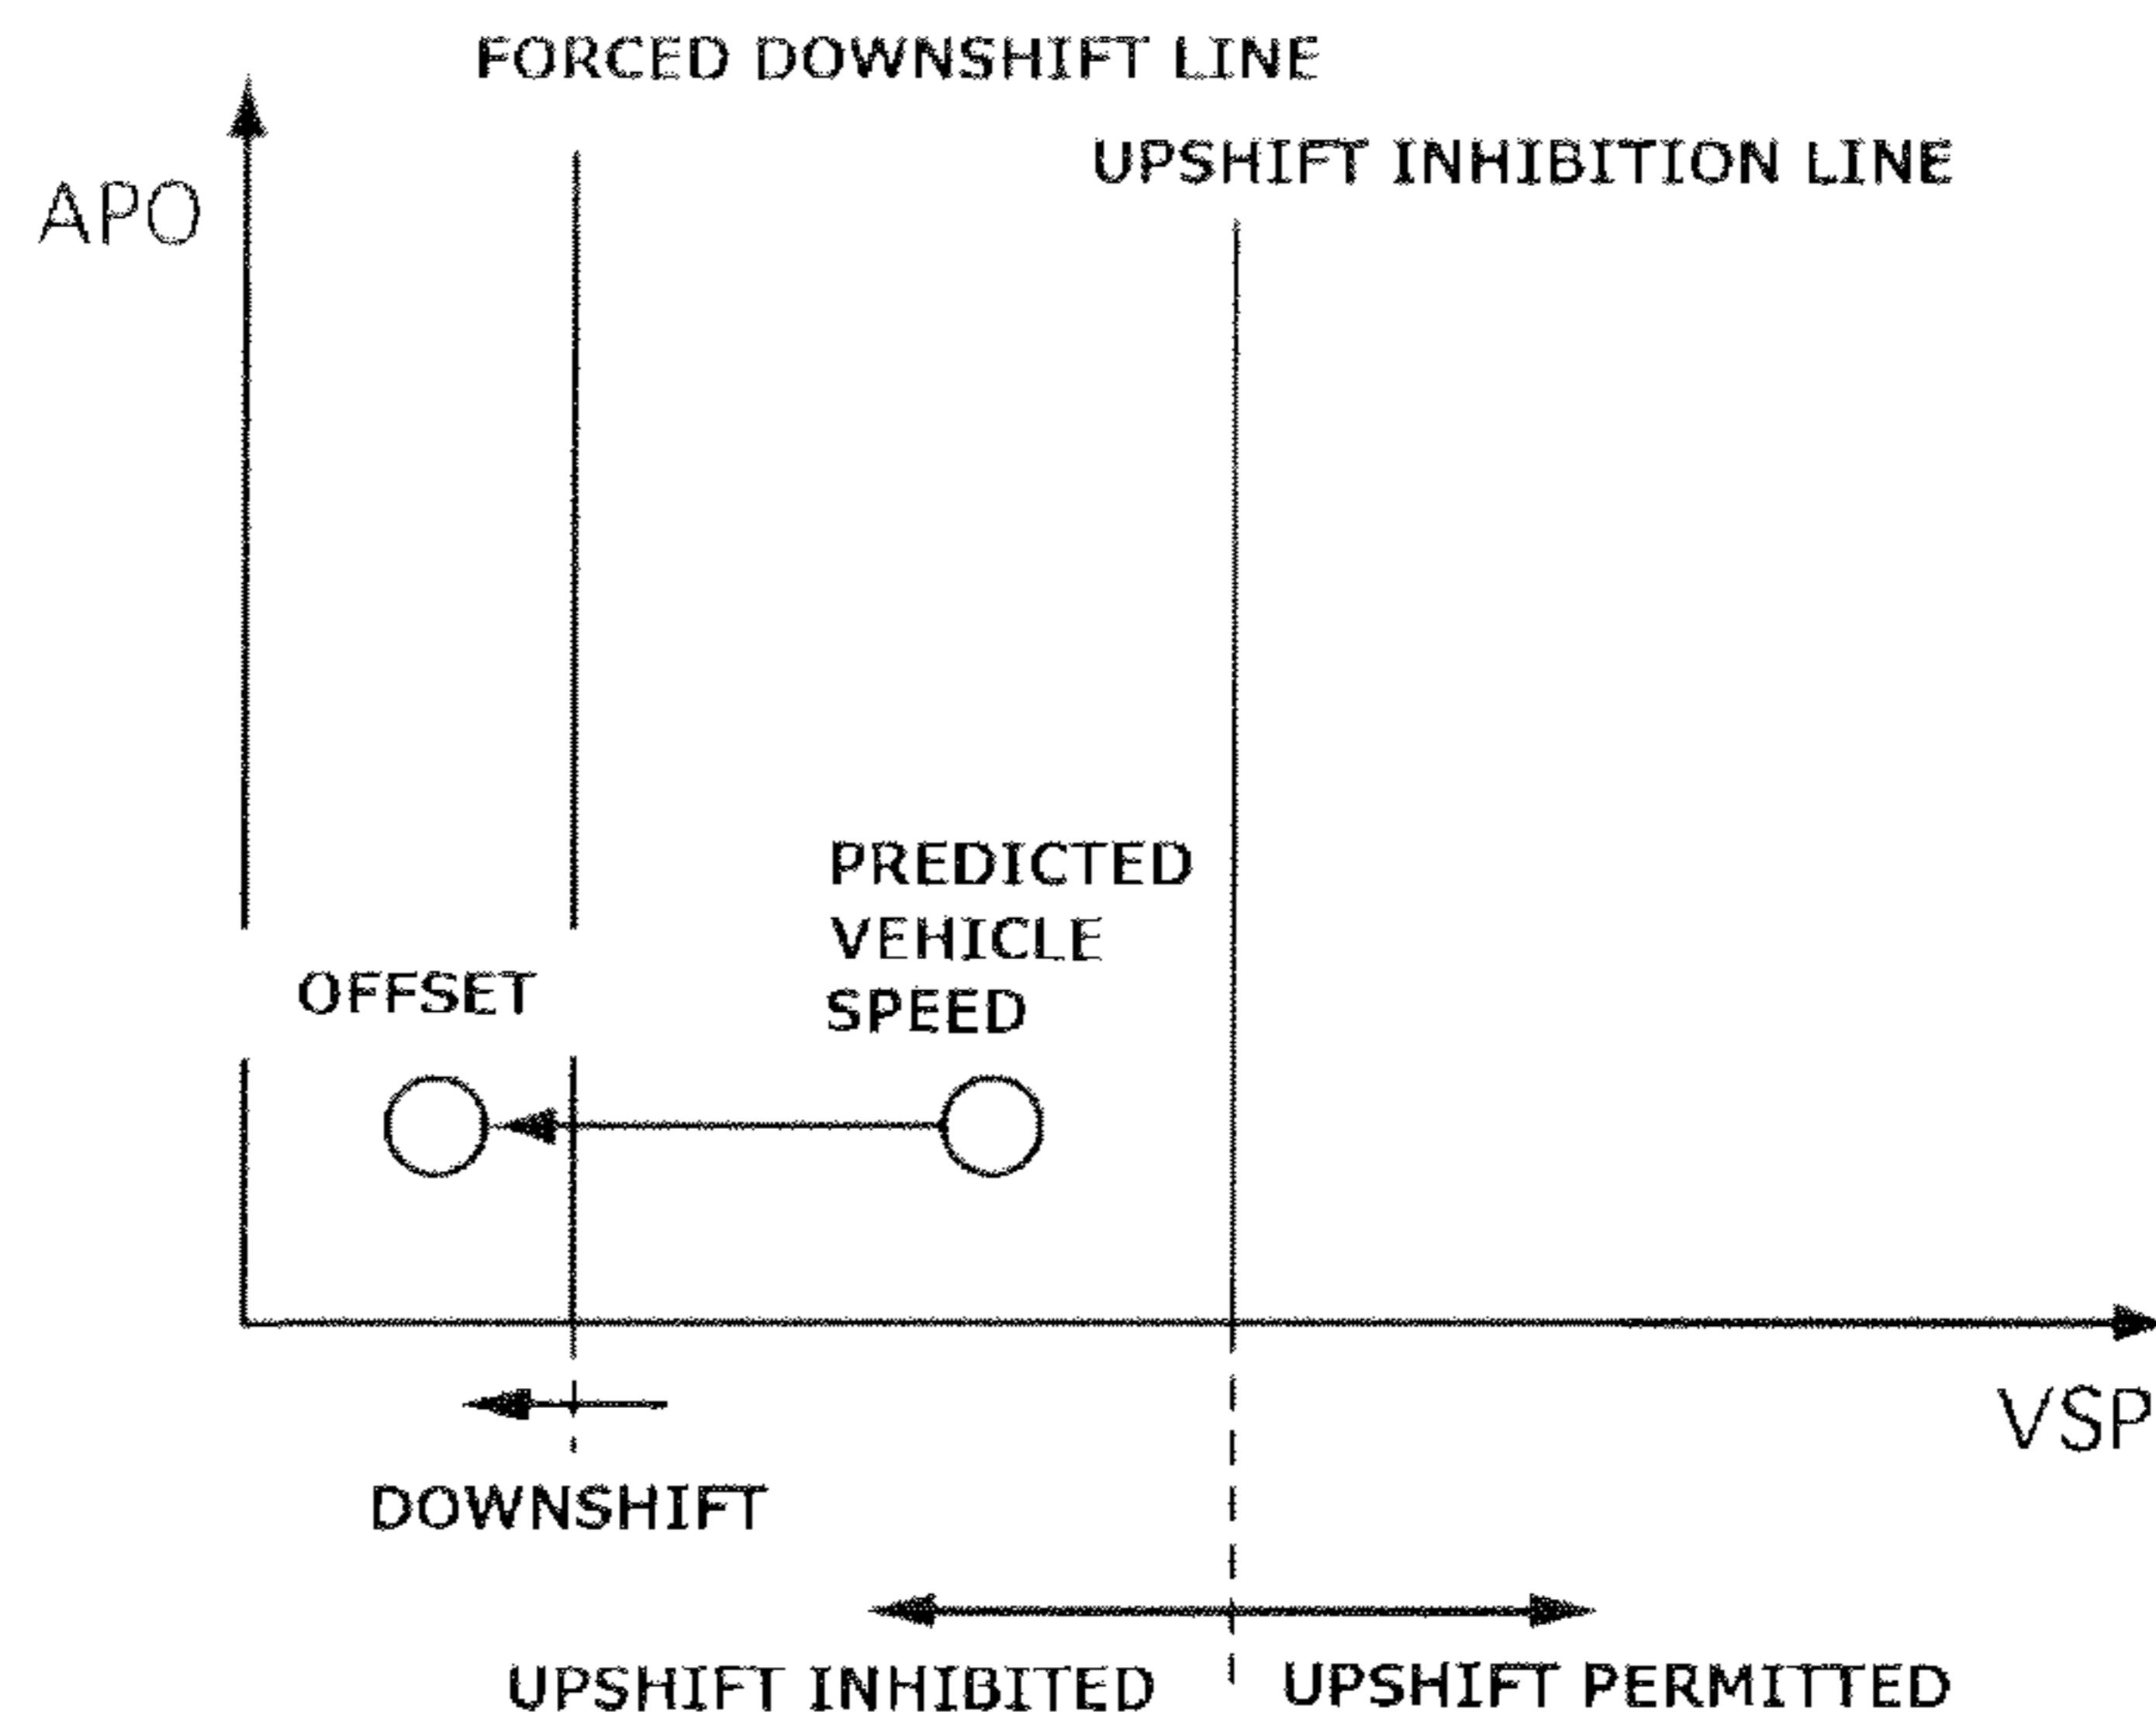 FORCED DOWNSHIFT LINE
UPSHIFT INHIBITION LINE
APO
PREDICTED
VEHICLE
SPEED
OFFSET
VSP
DOWNSHIFT
UPSHIFT INHIBITED
UPSHIFT PERMITTED